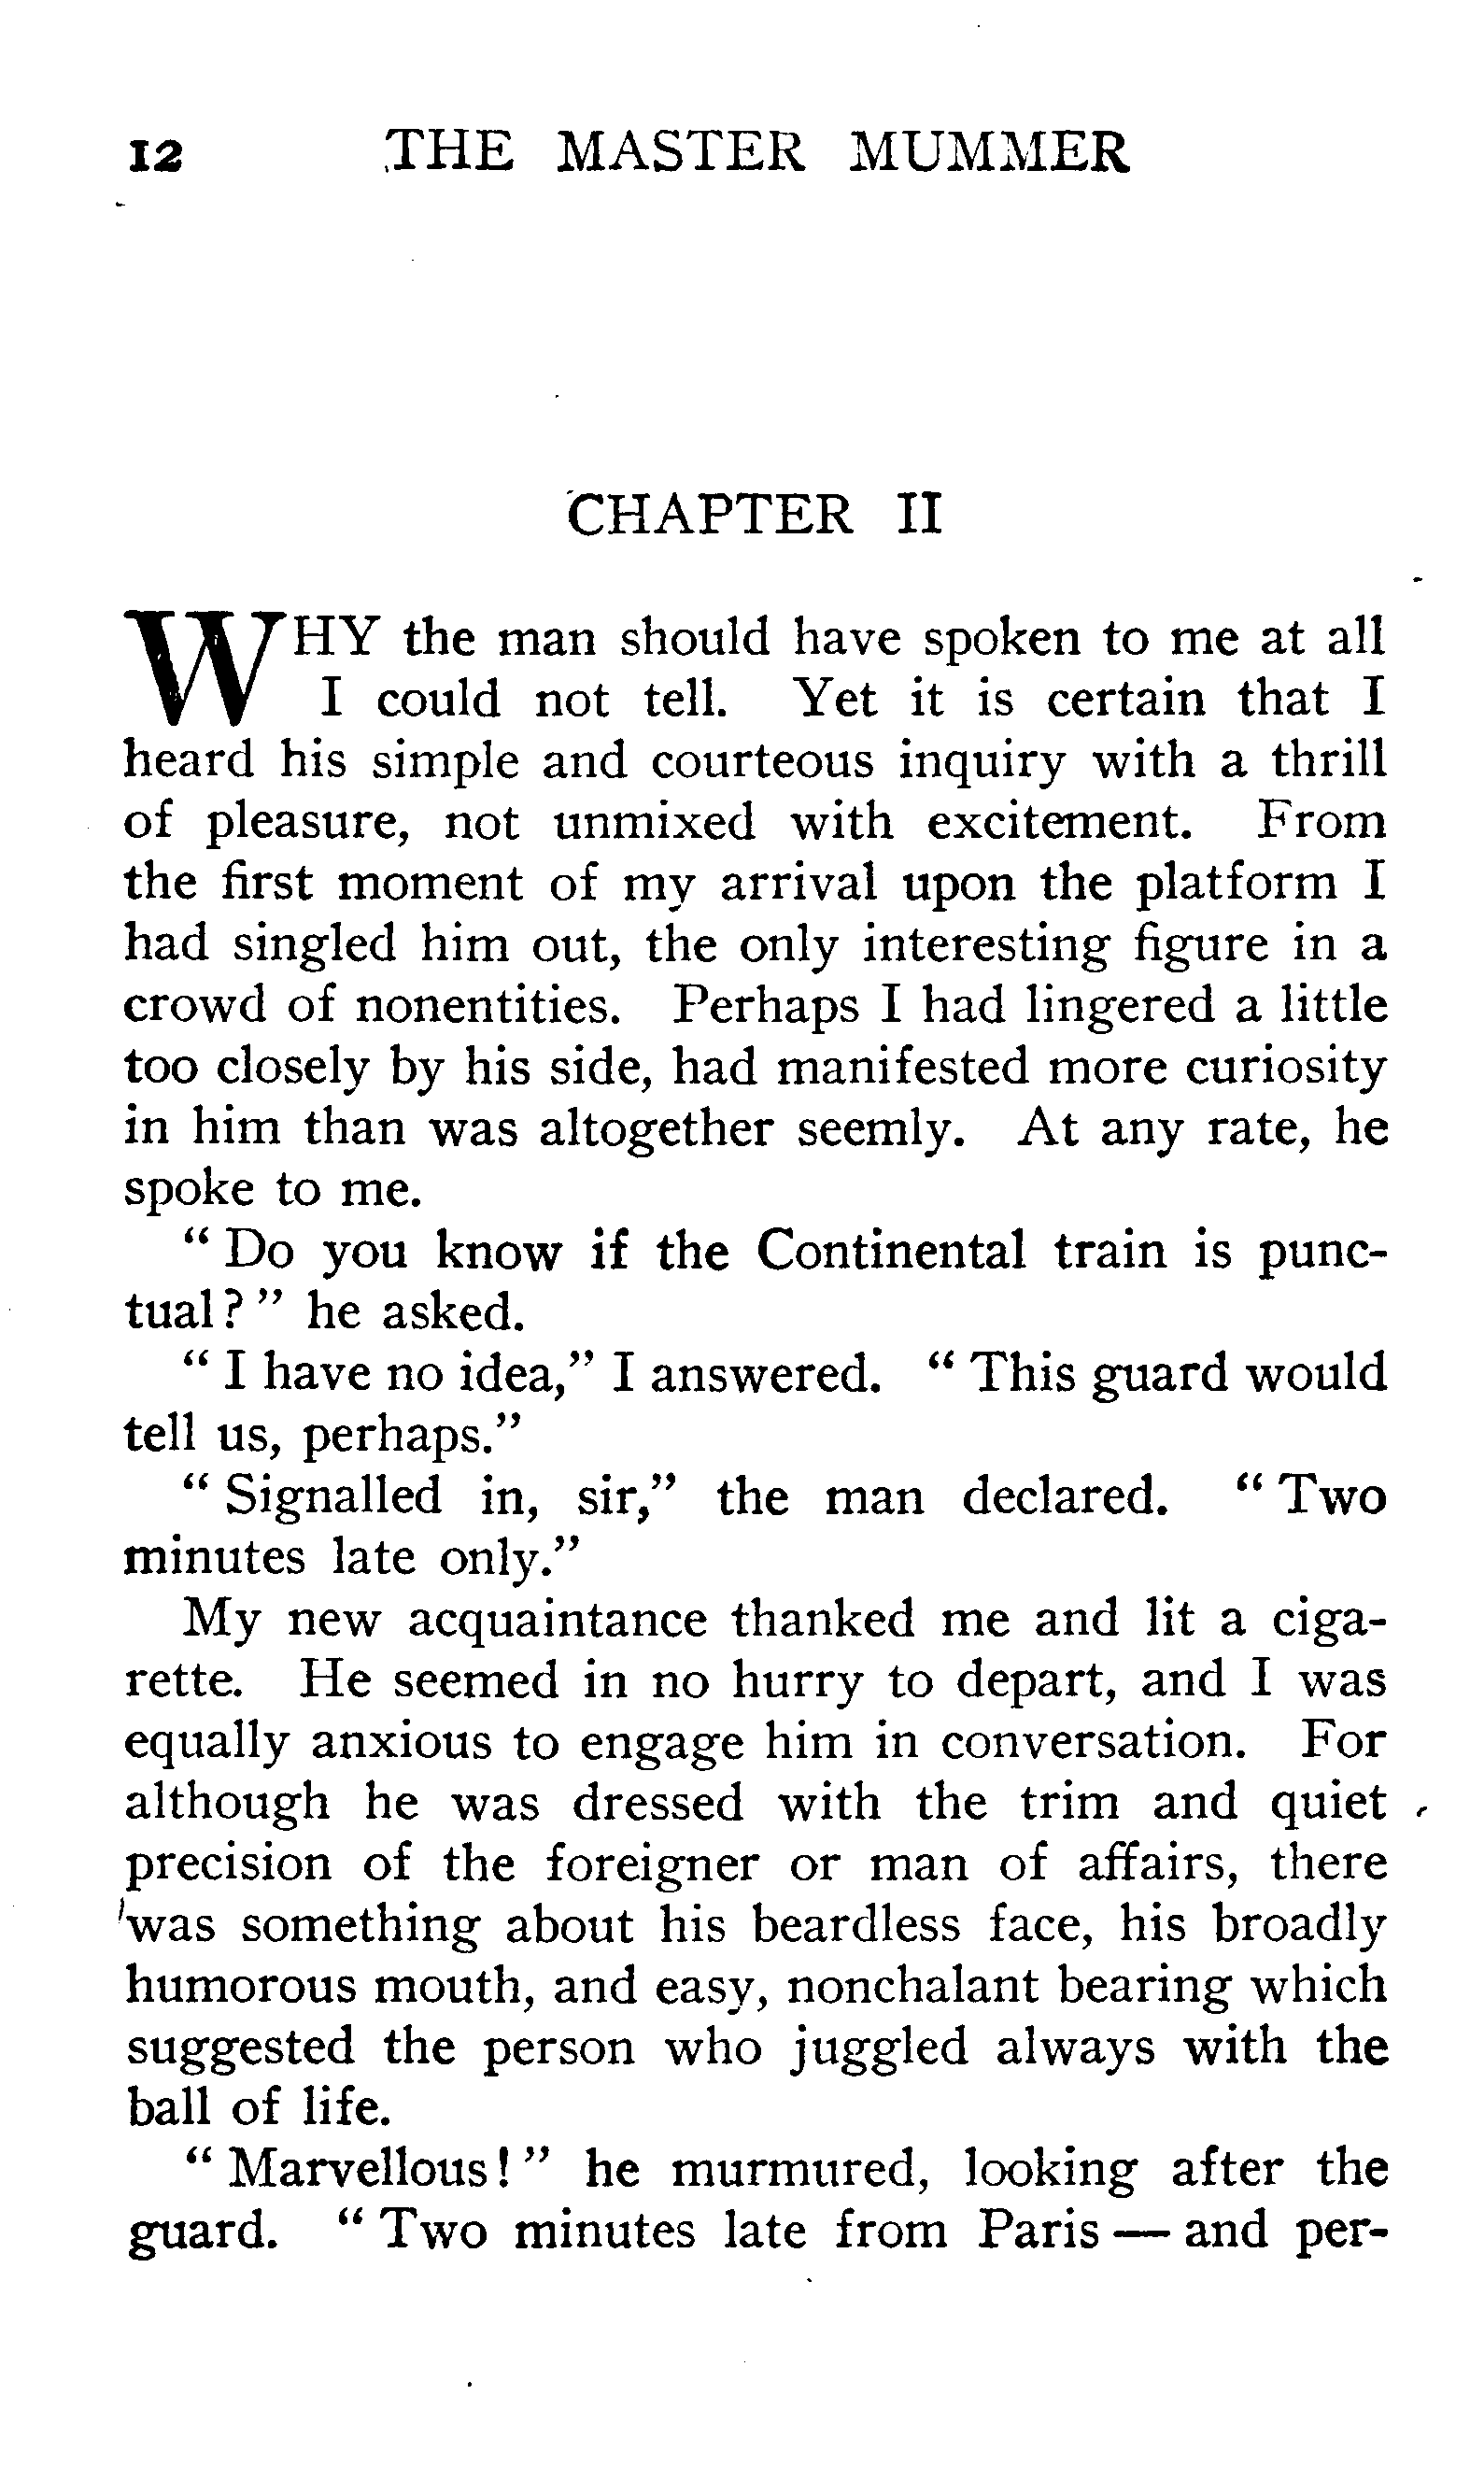 12 THE MASTER MUMMER
CHAPTER II
WHY the man should have spoken to me at all
I could not tell. Yet it is certain that I
heard his simple and courteous inquiry with a thrill
of pleasure, not unmixed with excitement. From
the first moment of my arrival upon the platform I
had singled him out, the only interesting figure in a
crowd of nonentities. Perhaps I had lingered a little
too closely by his side, had manifested more curiosity
in him than was altogether seemly. At any rate, he
spoke to me.
“ Do you know if the Continental train is punc-
tual ? ” he asked.
“ I have no idea,” I answered. “ This guard would
tell us, perhaps.”
“ Signalled in, sir,” the man declared. “ Two
minutes late only.”
My new acquaintance thanked me and lit a ciga-
rette. He seemed in no hurry to depart, and I was
equally anxious to engage him in conversation. For
although he was dressed with the trim and quiet
precision of the foreigner or man of affairs, there
was something about his beardless face, his broadly
humorous mouth, and easy, nonchalant bearing which
suggested the person who juggled always with the
ball of life.
“ Marvellous ! ” he murmured, looking after the
guard. “ Two minutes late from Paris — and per-